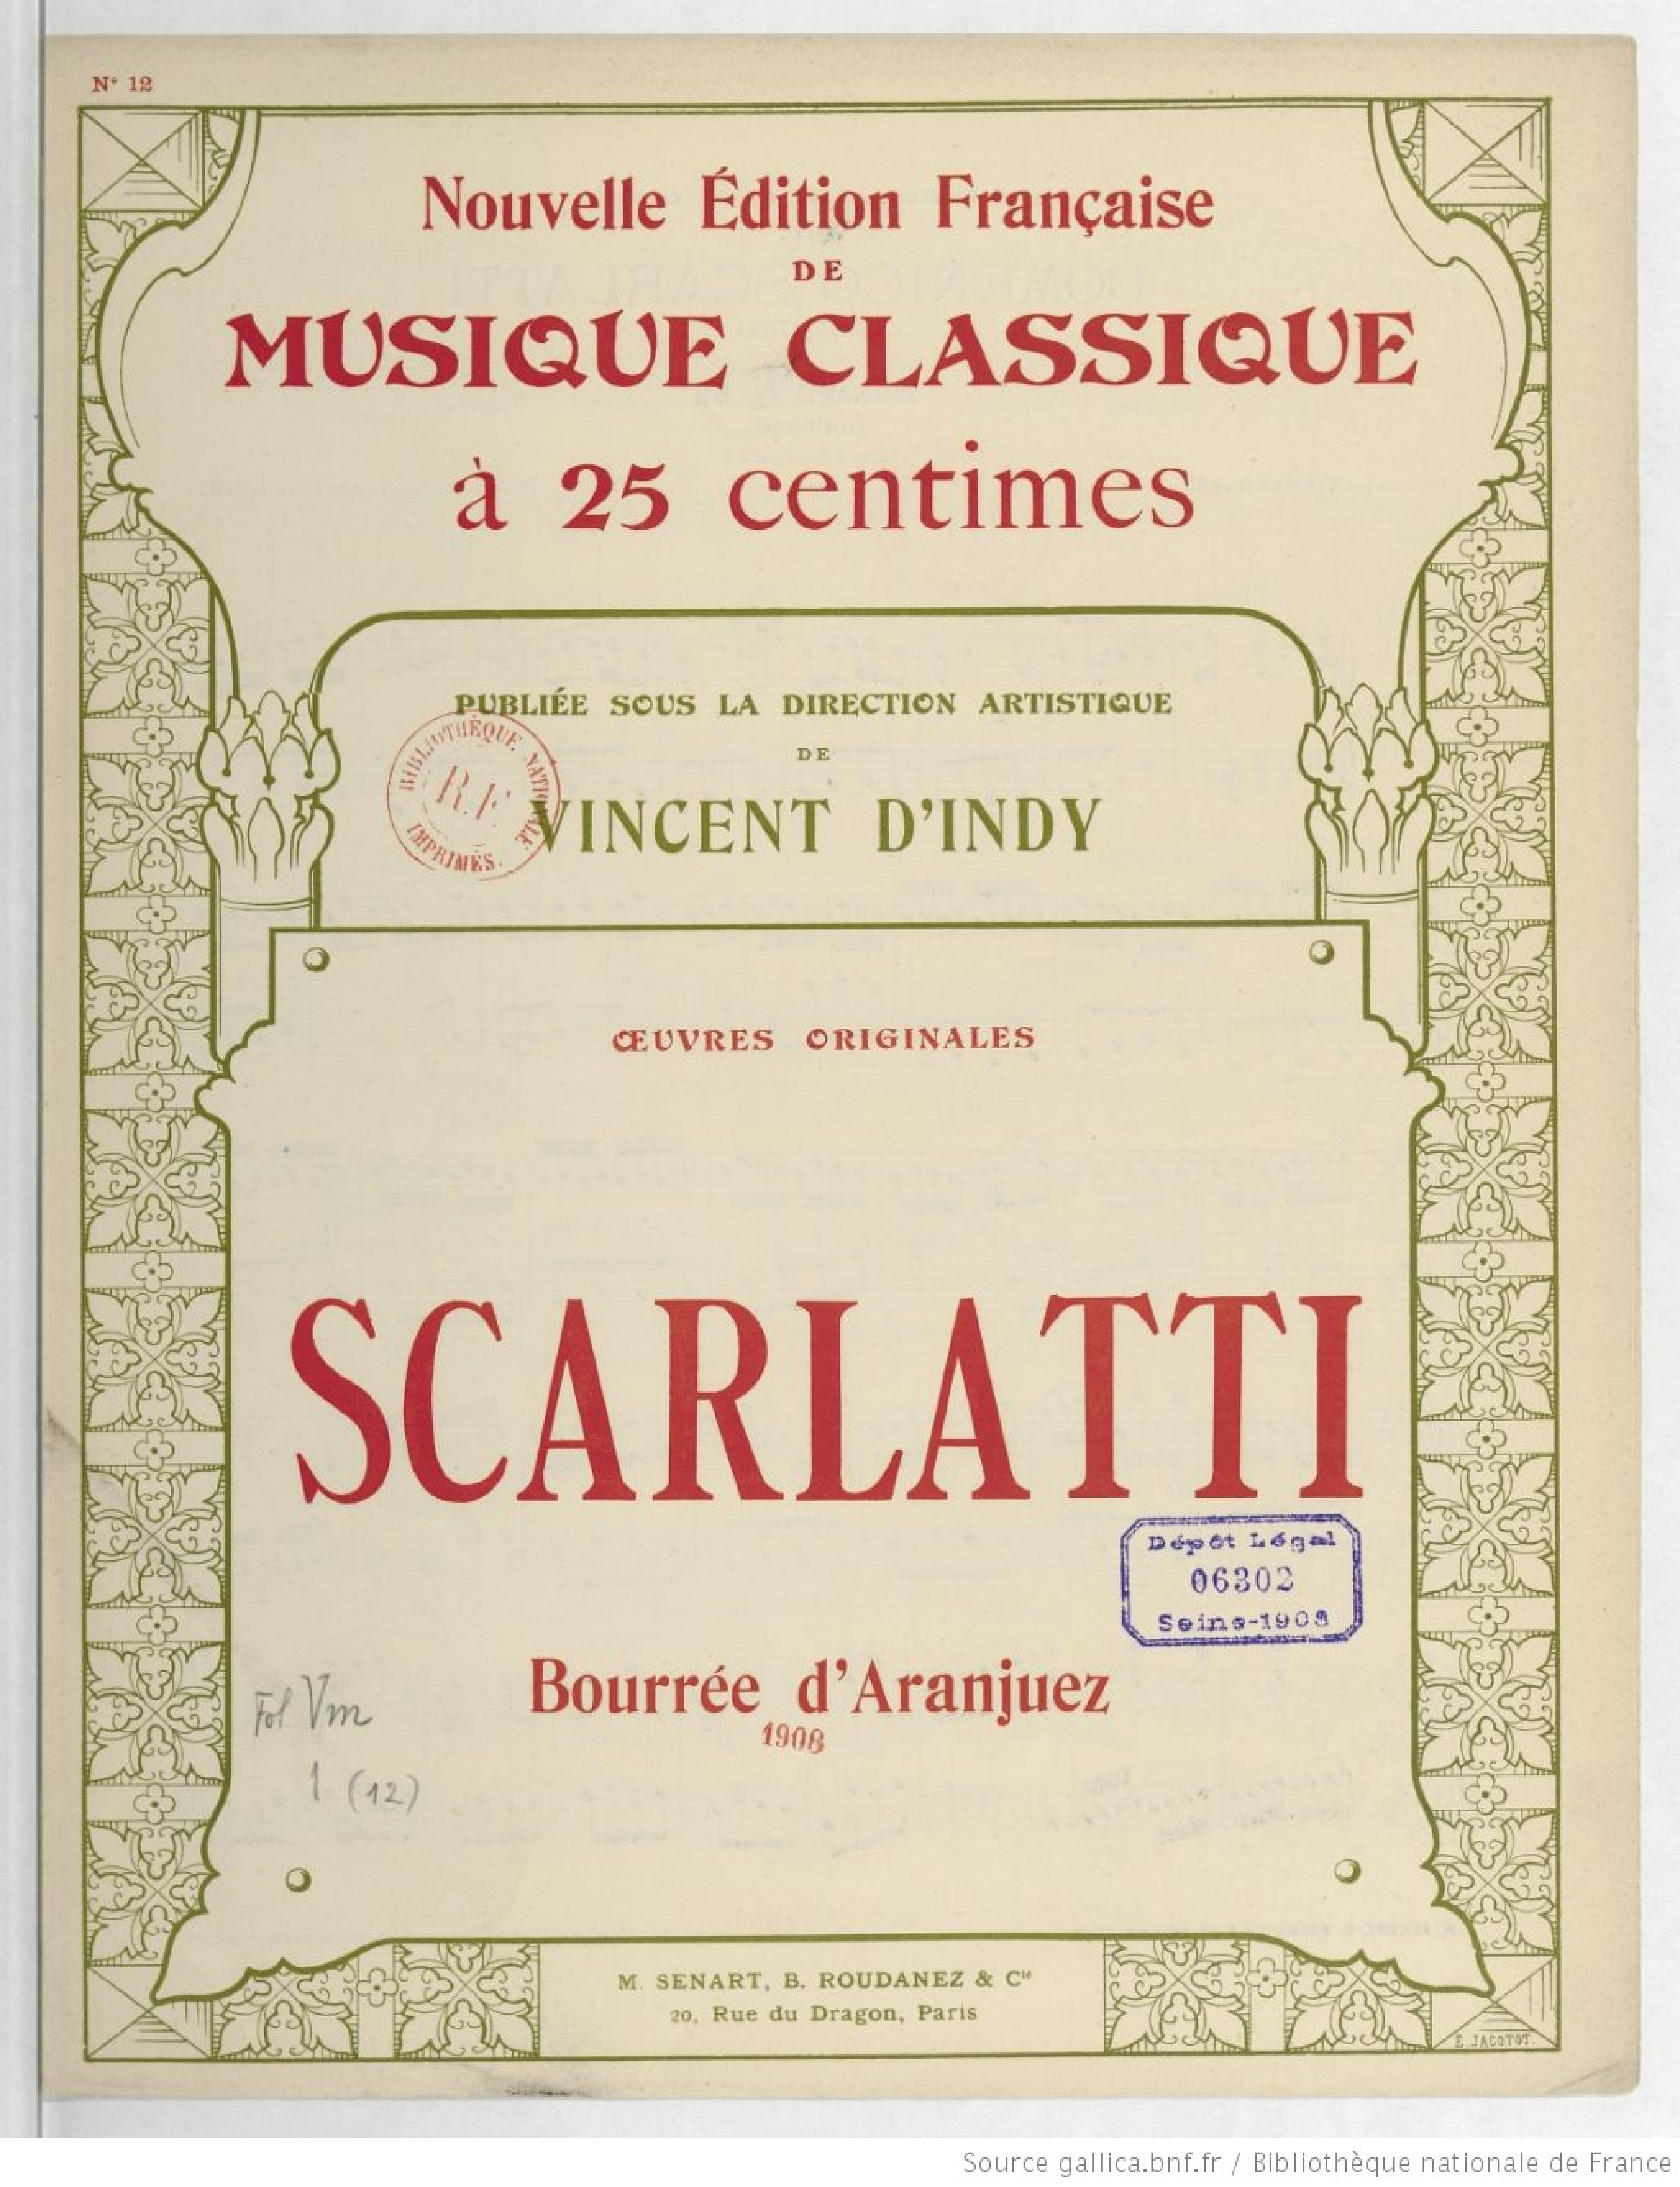 N° 12
Nouvelle Édition Française
DE
MUSIQUE CLASSIQUE
à 25 centimes
PUBLIÉE SOUS LA DIRECTION ARTISTIQUE
DE
VINCENT D'INDY
BIBLIOTHÈQUE NATIONALE
R.F.
IMPRIMÉS.
ŒUVRES ORIGINALES
SCARLATTI
Dépôt Légal
06302
Seine-1908
Bourrée d'Aranjuez
1908
Fol Vm
1 (12)
M. SENART, B. ROUDANEZ & Cie
20, Rue du Dragon, Paris
E. JACOTOT.
Source gallica.bnf.fr / Bibliothèque nationale de France